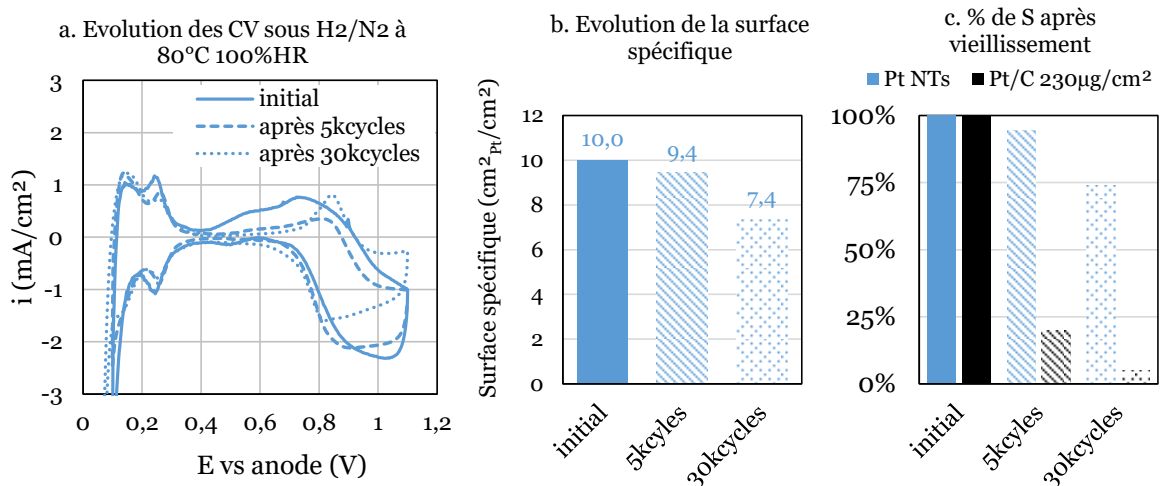 a. Evolution des CV sous H2/N2 à
80°C 100%HR
3
2
1
0
-1
-2
-3
initial
après 5kcycles
après 30kcycles
i (mA/cm²)
0
0,2
0,4
0,6
0,8
1
1,2
E vs anode (V)
b. Evolution de la surface
spécifique
Surface spécifique (cm²Pt/cm²)
12
10
8
6
4
2
0
10,0
9,4
7,4
initial
5kcyles
30kcycles
c. % de S après
vieillissement
Pt NTs
Pt/C 230µg/cm²
100%
75%
50%
25%
0%
initial
5kcyles
30kcycles